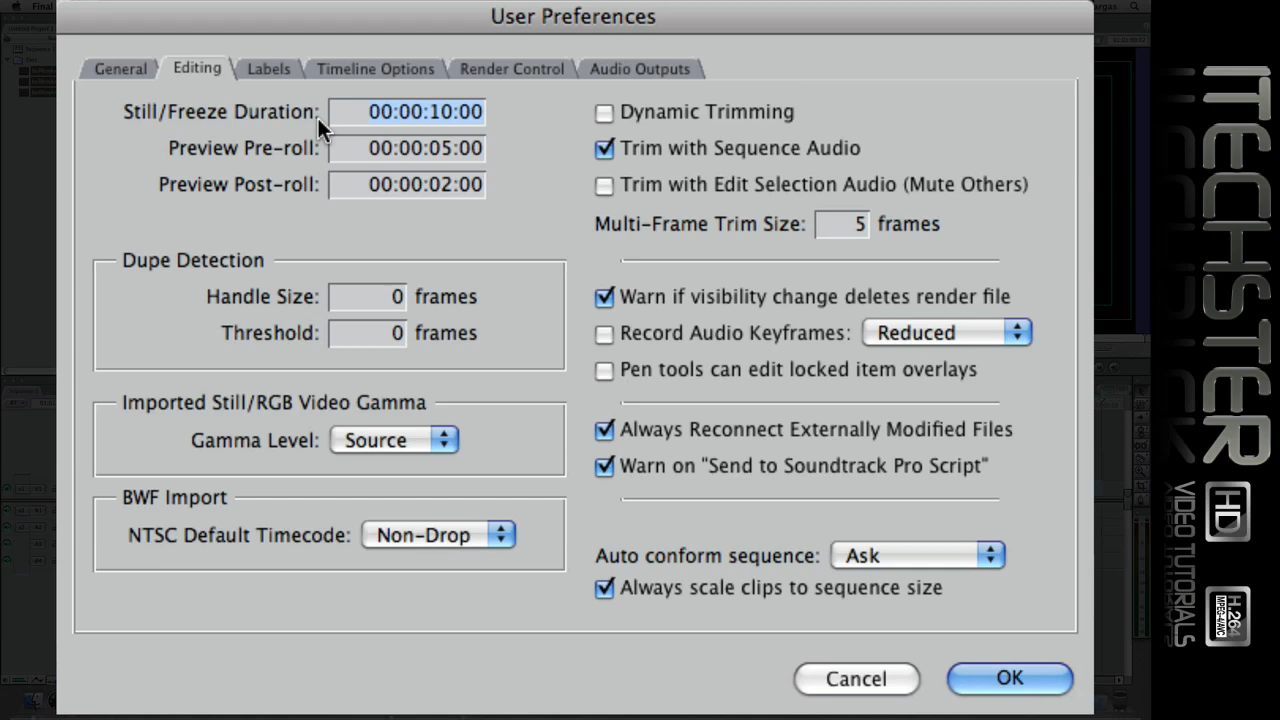 Final
argas
User Preferences
General
Editing
Labels
Timeline Options
Render Control
Audio Outputs
Still/Freeze Duration: 00:00:10:00
Preview Pre-roll: 00:00:05:00
Preview Post-roll: 00:00:02:00
Dupe Detection
Handle Size: 0 frames
Threshold: 0 frames
Imported Still/RGB Video Gamma
Gamma Level: Source
BWF Import
NTSC Default Timecode: Non-Drop
Dynamic Trimming
Trim with Sequence Audio
Trim with Edit Selection Audio (Mute Others)
Multi-Frame Trim Size: 5 frames
Warn if visibility change deletes render file
Record Audio Keyframes: Reduced
Pen tools can edit locked item overlays
Always Reconnect Externally Modified Files
Warn on "Send to Soundtrack Pro Script"
Auto conform sequence: Ask
Always scale clips to sequence size
Cancel
OK
ITECHSTER
VIDEO TUTORIALS
HD
H.264
MPEG-4/AVC